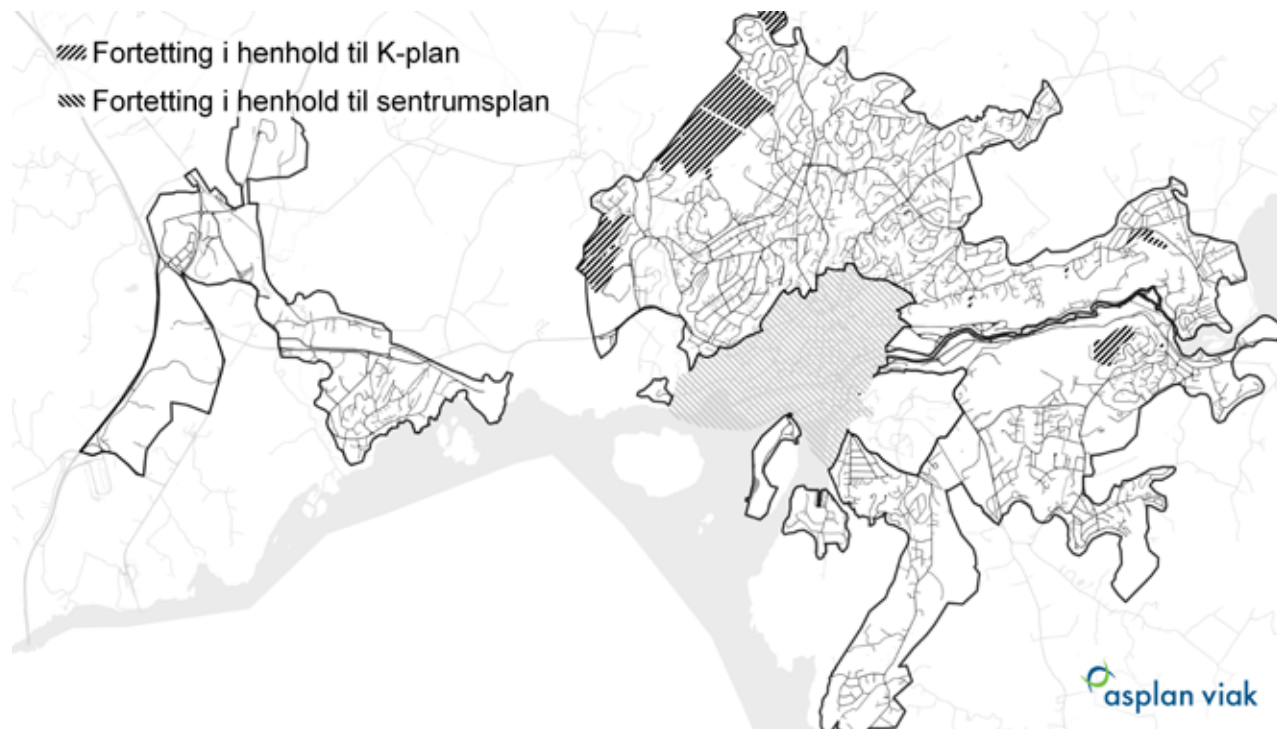 Fortetting i henhold til K-plan
Fortetting i henhold til sentrumsplan
asplan viak